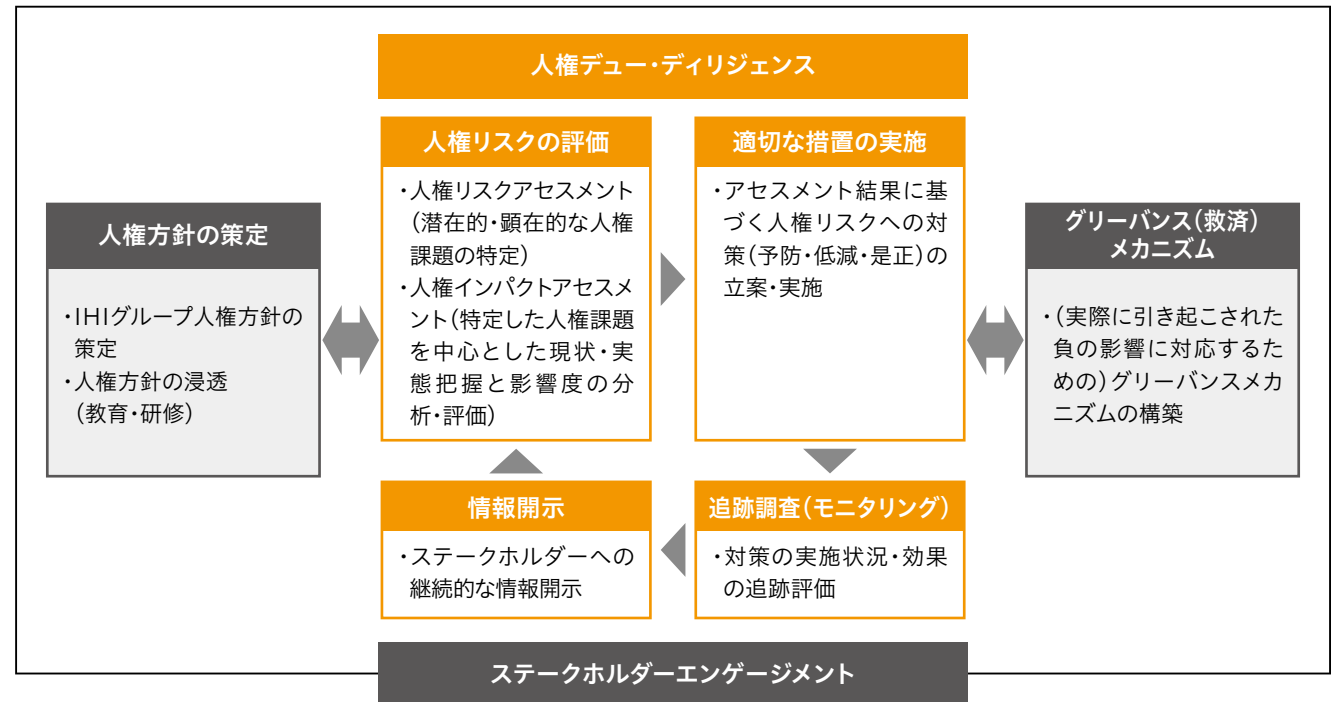 人権デュー・ディリジェンス
人権方針の策定
・IHIグループ人権方針の
策定
・人権方針の浸透
(教育・研修)
人権リスクの評価
・人権リスクアセスメント
(潜在的・顕在的な人権
課題の特定)
・人権インパクトアセスメ
ント(特定した人権課題
を中心とした現状・実
態把握と影響度の分
析・評価)
適切な措置の実施
・アセスメント結果に基
づく人権リスクへの対
策(予防・低減・是正)の
立案・実施
追跡調査(モニタリング)
・対策の実施状況・効果
の追跡評価
情報開示
・ステークホルダーへの
継続的な情報開示
グリーバンス(救済)
メカニズム
・(実際に引き起こされた
負の影響に対応するた
めの)グリーバンスメカ
ニズムの構築
ステークホルダーエンゲージメント